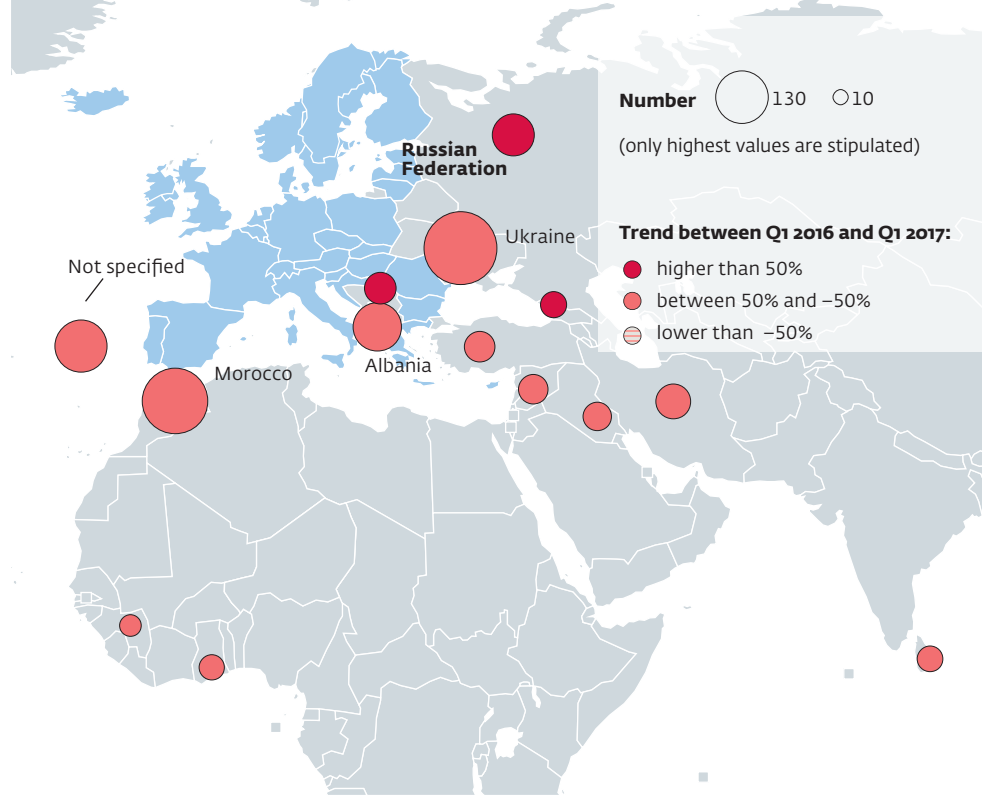 Number 130 10
(only highest values are stipulated)
Russian
Federation
Trend between Q1 2016 and Q1 2017:
Ukraine
Not specified
higher than 50%
between 50% and –50%
lower than –50%
Albania
Morocco